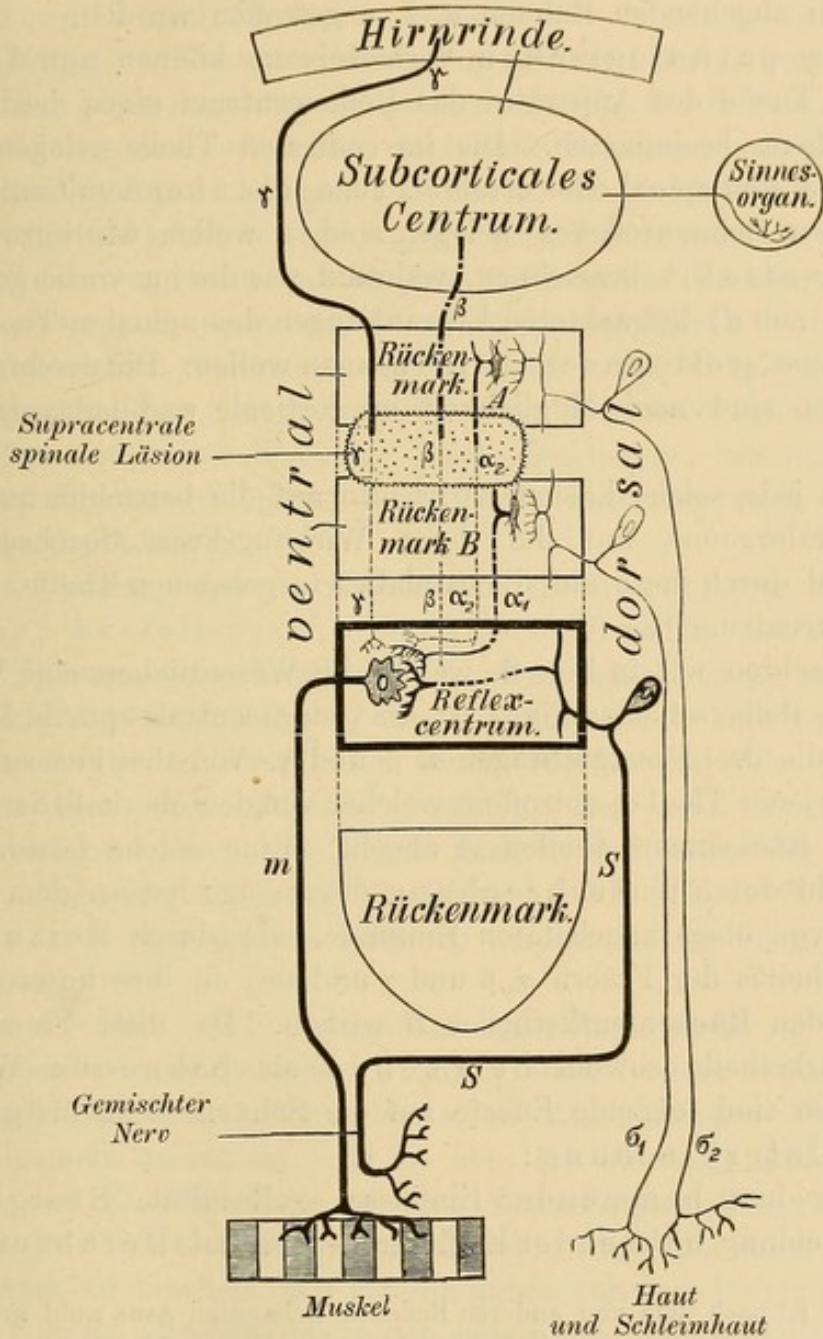 Hirnrinde.
γ
γ
Subcorticales
Centrum.
Sinnes-
organ.
β
Rücken-
mark.
A
Supracentrale
spinale Läsion
γ
β
α₂
Rücken-
mark B
ventral
dorsal
γ
β
α₂
α₁
Reflex-
centrum.
m
S
Rückenmark.
S
Gemischter
Nerv
σ₁
σ₂
Muskel
Haut
und Schleimhaut